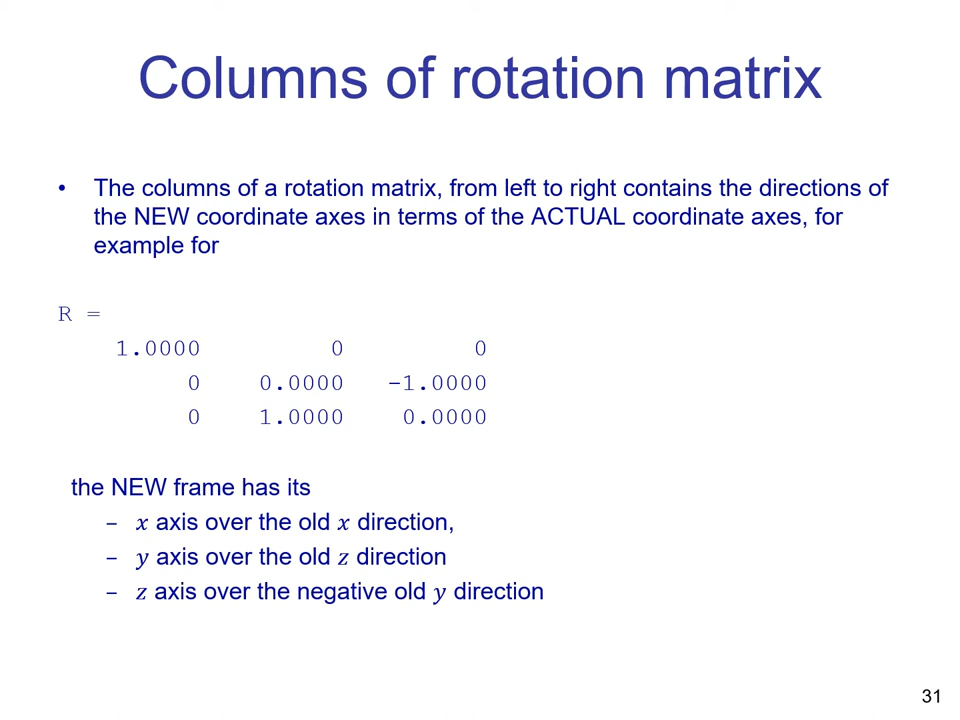 Columns of rotation matrix
• The columns of a rotation matrix, from left to right contains the directions of
the NEW coordinate axes in terms of the ACTUAL coordinate axes, for
example for
R =
1.0000 0 0
0 0.0000 -1.0000
0 1.0000 0.0000
the NEW frame has its
– x axis over the old x direction,
– y axis over the old z direction
– z axis over the negative old y direction
31